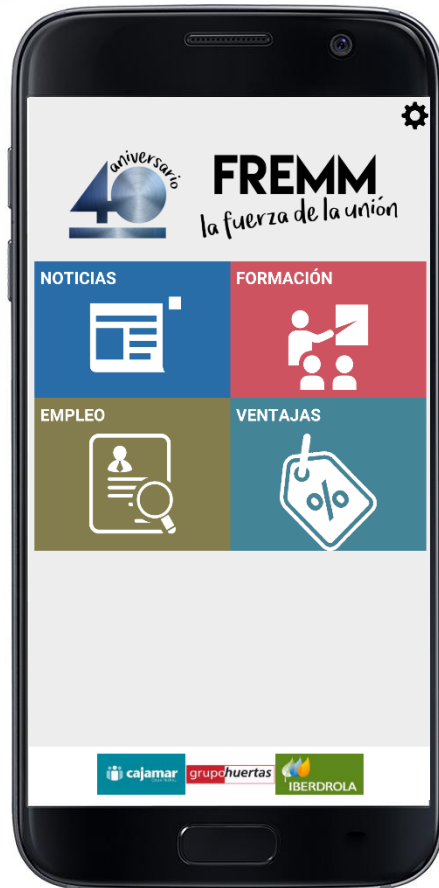 40 aniversario
FREMM
la fuerza de la unión
NOTICIAS
FORMACIÓN
EMPLEO
VENTAJAS
%
cajamar
grupohuertas
IBERDROLA